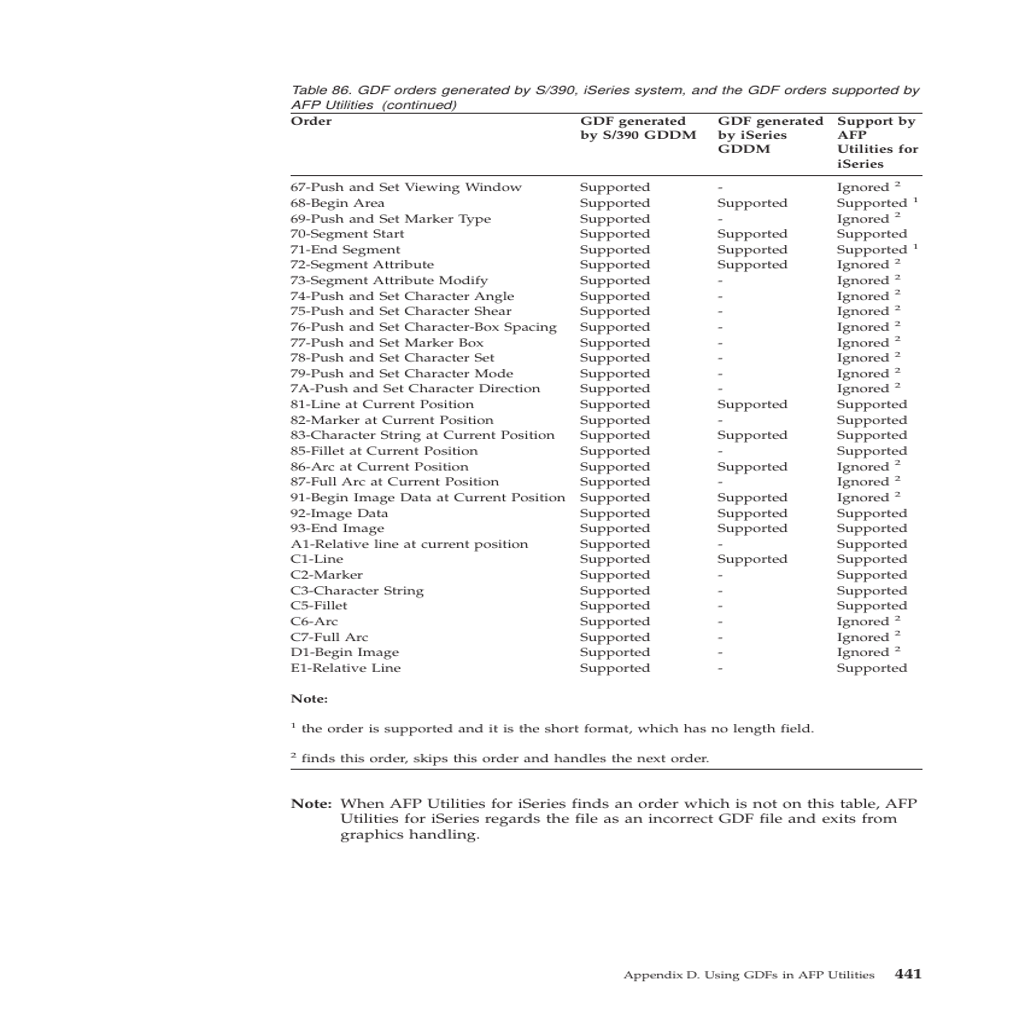 Table 86. GDF orders generated by S/390, iSeries system, and the GDF orders supported by
AFP Utilities (continued)
Order GDF generated GDF generated Support by
by S/390 GDDM by iSeries AFP
GDDM Utilities for
iSeries
67-Push and Set Viewing Window Supported - Ignored ²
68-Begin Area Supported Supported Supported ¹
69-Push and Set Marker Type Supported - Ignored ²
70-Segment Start Supported Supported Supported
71-End Segment Supported Supported Supported ¹
72-Segment Attribute Supported Supported Ignored ²
73-Segment Attribute Modify Supported - Ignored ²
74-Push and Set Character Angle Supported - Ignored ²
75-Push and Set Character Shear Supported - Ignored ²
76-Push and Set Character-Box Spacing Supported - Ignored ²
77-Push and Set Marker Box Supported - Ignored ²
78-Push and Set Character Set Supported - Ignored ²
79-Push and Set Character Mode Supported - Ignored ²
7A-Push and Set Character Direction Supported - Ignored ²
81-Line at Current Position Supported Supported Supported
82-Marker at Current Position Supported - Supported
83-Character String at Current Position Supported Supported Supported
85-Fillet at Current Position Supported - Supported
86-Arc at Current Position Supported Supported Ignored ²
87-Full Arc at Current Position Supported - Ignored ²
91-Begin Image Data at Current Position Supported Supported Ignored ²
92-Image Data Supported Supported Supported
93-End Image Supported Supported Supported
A1-Relative line at current position Supported - Supported
C1-Line Supported Supported Supported
C2-Marker Supported - Supported
C3-Character String Supported - Supported
C5-Fillet Supported - Supported
C6-Arc Supported - Ignored ²
C7-Full Arc Supported - Ignored ²
D1-Begin Image Supported - Ignored ²
E1-Relative Line Supported - Supported
Note:
¹ the order is supported and it is the short format, which has no length field.
² finds this order, skips this order and handles the next order.
Note: When AFP Utilities for iSeries finds an order which is not on this table, AFP
Utilities for iSeries regards the file as an incorrect GDF file and exits from
graphics handling.
Appendix D. Using GDFs in AFP Utilities 441